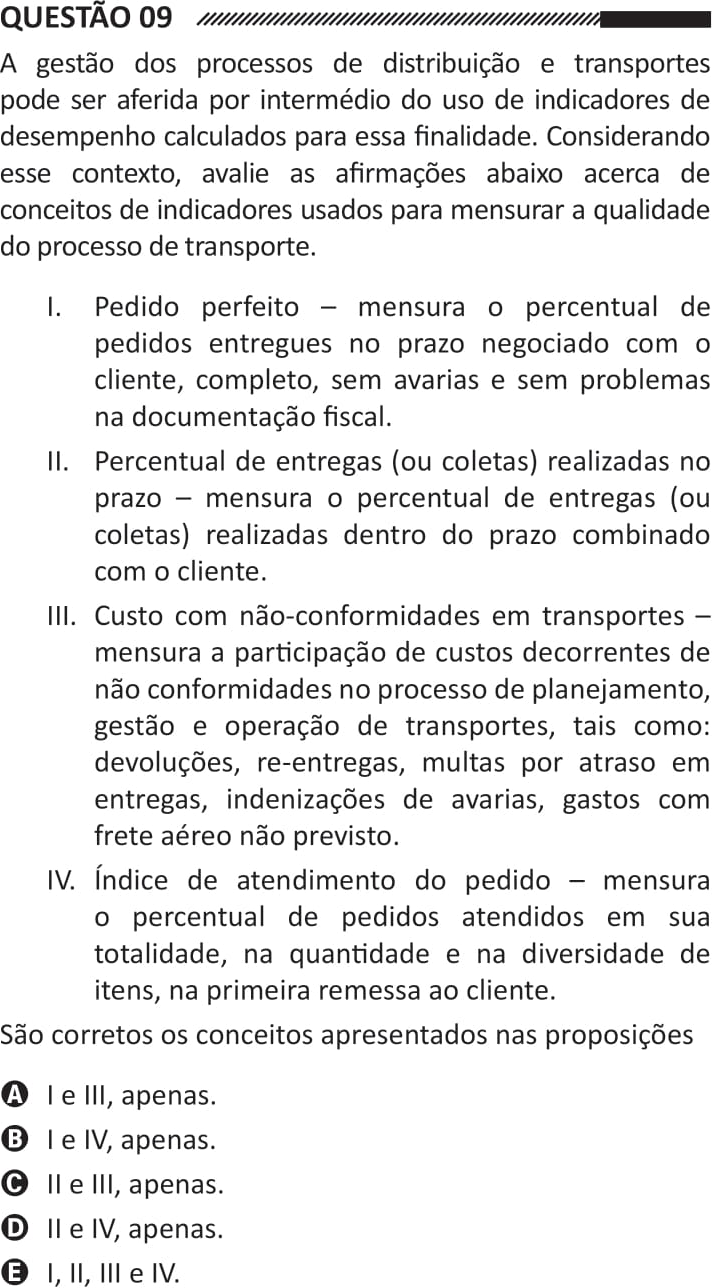 QUESTÃO 09
A gestão dos processos de distribuição e transportes
pode ser aferida por intermédio do uso de indicadores de
desempenho calculados para essa finalidade. Considerando
esse contexto, avalie as afirmações abaixo acerca de
conceitos de indicadores usados para mensurar a qualidade
do processo de transporte.
I. Pedido perfeito – mensura o percentual de
pedidos entregues no prazo negociado com o
cliente, completo, sem avarias e sem problemas
na documentação fiscal.
II. Percentual de entregas (ou coletas) realizadas no
prazo – mensura o percentual de entregas (ou
coletas) realizadas dentro do prazo combinado
com o cliente.
III. Custo com não-conformidades em transportes –
mensura a participação de custos decorrentes de
não conformidades no processo de planejamento,
gestão e operação de transportes, tais como:
devoluções, re-entregas, multas por atraso em
entregas, indenizações de avarias, gastos com
frete aéreo não previsto.
IV. Índice de atendimento do pedido – mensura
o percentual de pedidos atendidos em sua
totalidade, na quantidade e na diversidade de
itens, na primeira remessa ao cliente.
São corretos os conceitos apresentados nas proposições
A I e III, apenas.
B I e IV, apenas.
C II e III, apenas.
D II e IV, apenas.
E I, II, III e IV.